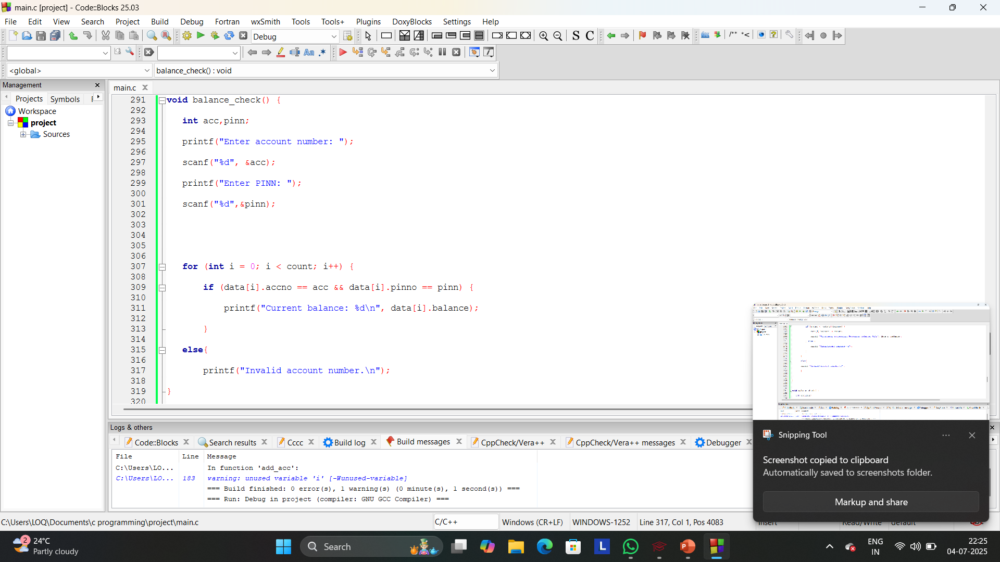 main.c [project] - Code::Blocks 25.03
File Edit View Search Project Build Debug Fortran wxSmith Tools Tools+ Plugins DoxyBlocks Settings Help
Debug
S C
/** *<
Aa .*
<global>
balance_check() : void
Management
main.c
Projects Symbols
Workspace
project
Sources
291 void balance_check() {
292
293 int acc,pinn;
294
295 printf("Enter account number: ");
296
297 scanf("%d", &acc);
298
299 printf("Enter PINN: ");
300
301 scanf("%d",&pinn);
302
303
304
305
306
307 for (int i = 0; i < count; i++) {
308
309 if (data[i].accno == acc && data[i].pinno == pinn) {
310
311 printf("Current balance: %d\n", data[i].balance);
312
313 }
314
315 else{
316
317 printf("Invalid account number.\n");
318
319 }
320
Logs & others
Code::Blocks Search results Cccc Build log Build messages CppCheck/Vera++ CppCheck/Vera++ messages Debugger
File Line Message
C:\Users\LO... In function 'add_acc':
C:\Users\LO... 183 warning: unused variable 'i' [-Wunused-variable]
=== Build finished: 0 error(s), 1 warning(s) (0 minute(s), 1 second(s)) ===
=== Run: Debug in project (compiler: GNU GCC Compiler) ===
Snipping Tool
Screenshot copied to clipboard
Automatically saved to screenshots folder.
Markup and share
C:\Users\LOQ\Documents\c programming\project\main.c
C/C++
Windows (CR+LF)
WINDOWS-1252
Line 317, Col 1, Pos 4083
Insert
Read/Write
default
2
24°C
Partly cloudy
Search
L
ENG
IN
22:25
04-07-2025